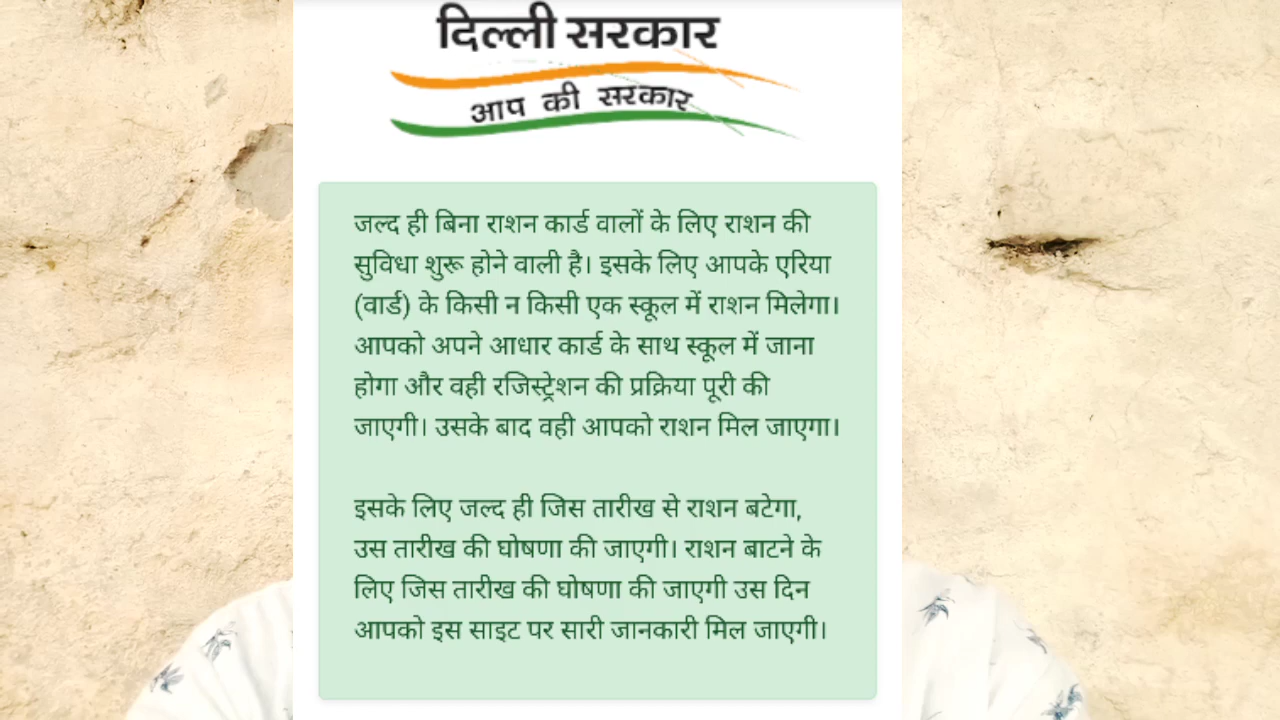 दिल्ली सरकार
आप की सरकार
जल्द ही बिना राशन कार्ड वालों के लिए राशन की
सुविधा शुरू होने वाली है। इसके लिए आपके एरिया
(वार्ड) के किसी न किसी एक स्कूल में राशन मिलेगा।
आपको अपने आधार कार्ड के साथ स्कूल में जाना
होगा और वही रजिस्ट्रेशन की प्रक्रिया पूरी की
जाएगी। उसके बाद वही आपको राशन मिल जाएगा।
इसके लिए जल्द ही जिस तारीख से राशन बटेगा,
उस तारीख की घोषणा की जाएगी। राशन बाटने के
लिए जिस तारीख की घोषणा की जाएगी उस दिन
आपको इस साइट पर सारी जानकारी मिल जाएगी।